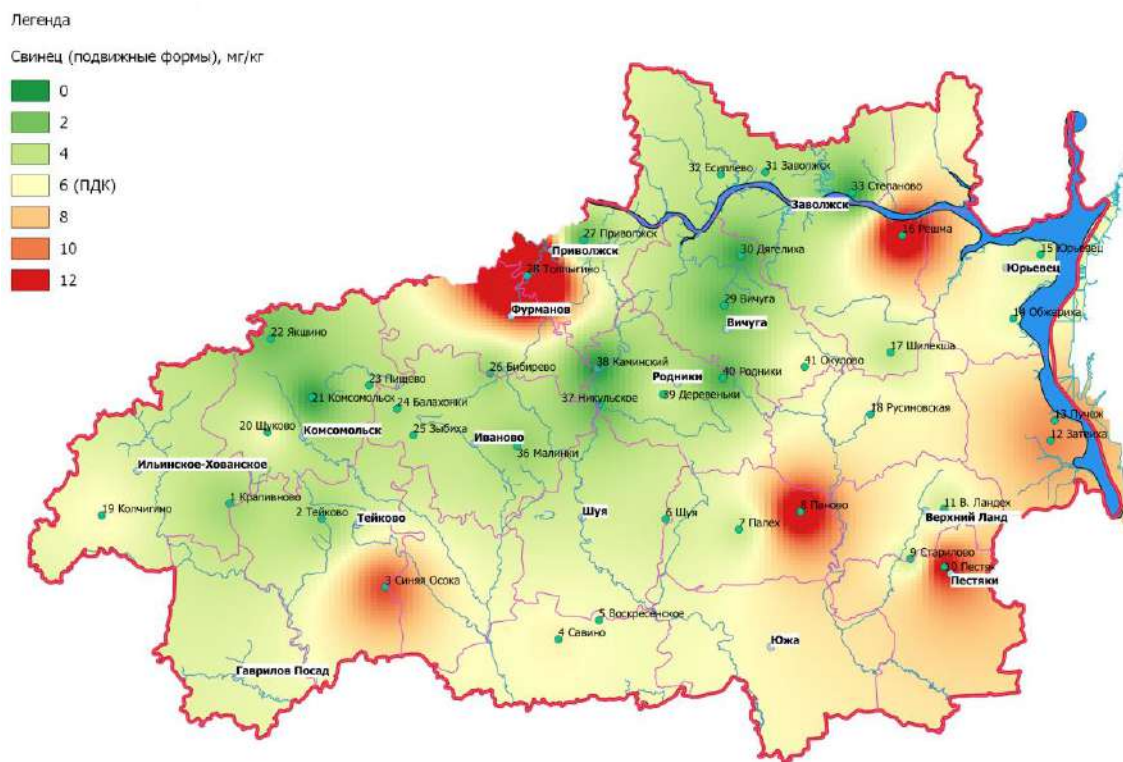 Легенда
Свинец (подвижные формы), мг/кг
0
2
4
6 (ПДК)
8
10
12
32 Есиплево
31 Заволжск
33 Степаново
Заволжск
16 Решма
27 Приволжск
Приволжск
30 Дягелиха
15 Юрьевец
Юрьевец
28 Толпыгино
29 Вичуга
Фурманов
Вичуга
14 Обжериха
22 Якшино
17 Шилекша
38 Каминский
41 Окулово
26 Бибирево
Родники
40 Родники
23 Пищево
21 Комсомольск
39 Деревеньки
24 Балахонки
37 Никульское
18 Русиновская
13 Пучеж
20 Щуково
Комсомольск
25 Зыбиха
Иваново
12 Затеиха
36 Малинки
Ильинское-Хованское
1 Крапивново
11 В. Ландех
8 Паново
19 Колчигино
2 Тейково
Тейково
Шуя
6 Шуя
Верхний Ланд
7 Палех
9 Старилово
10 Пестяк
Пестяки
3 Синяя Осока
5 Воскресенское
4 Савино
Южа
Гаврилов Посад